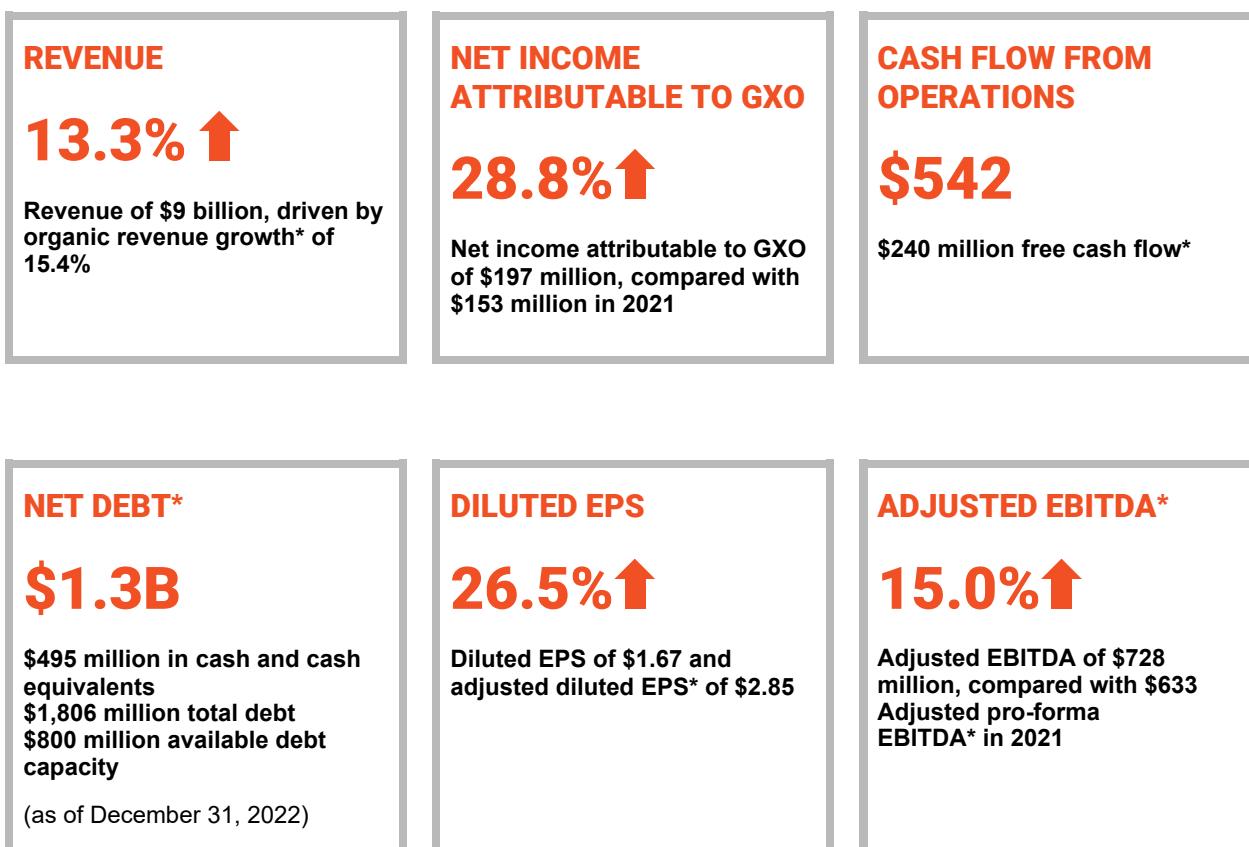 REVENUE
13.3%
Revenue of $9 billion, driven by
organic revenue growth* of
15.4%
NET INCOME
ATTRIBUTABLE TO GXO
28.8%
Net income attributable to GXO
of $197 million, compared with
$153 million in 2021
CASH FLOW FROM
OPERATIONS
$542
$240 million free cash flow*
NET DEBT*
$1.3B
$495 million in cash and cash
equivalents
$1,806 million total debt
$800 million available debt
capacity
(as of December 31, 2022)
DILUTED EPS
26.5%
Diluted EPS of $1.67 and
adjusted diluted EPS* of $2.85
ADJUSTED EBITDA*
15.0%
Adjusted EBITDA of $728
million, compared with $633
Adjusted pro-forma
EBITDA* in 2021